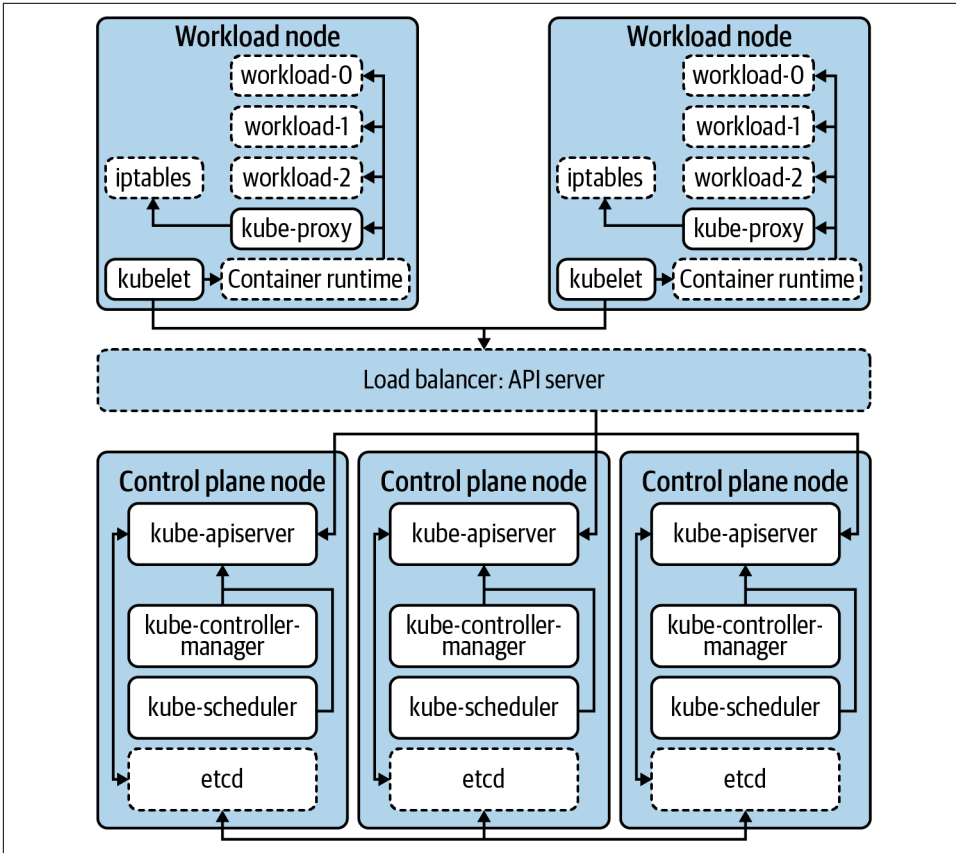 Workload node
workload-0
workload-1
iptables
workload-2
kube-proxy
kubelet
Container runtime
Workload node
workload-0
workload-1
iptables
workload-2
kube-proxy
kubelet
Container runtime
Load balancer: API server
Control plane node
kube-apiserver
kube-controller-
manager
kube-scheduler
etcd
Control plane node
kube-apiserver
kube-controller-
manager
kube-scheduler
etcd
Control plane node
kube-apiserver
kube-controller-
manager
kube-scheduler
etcd